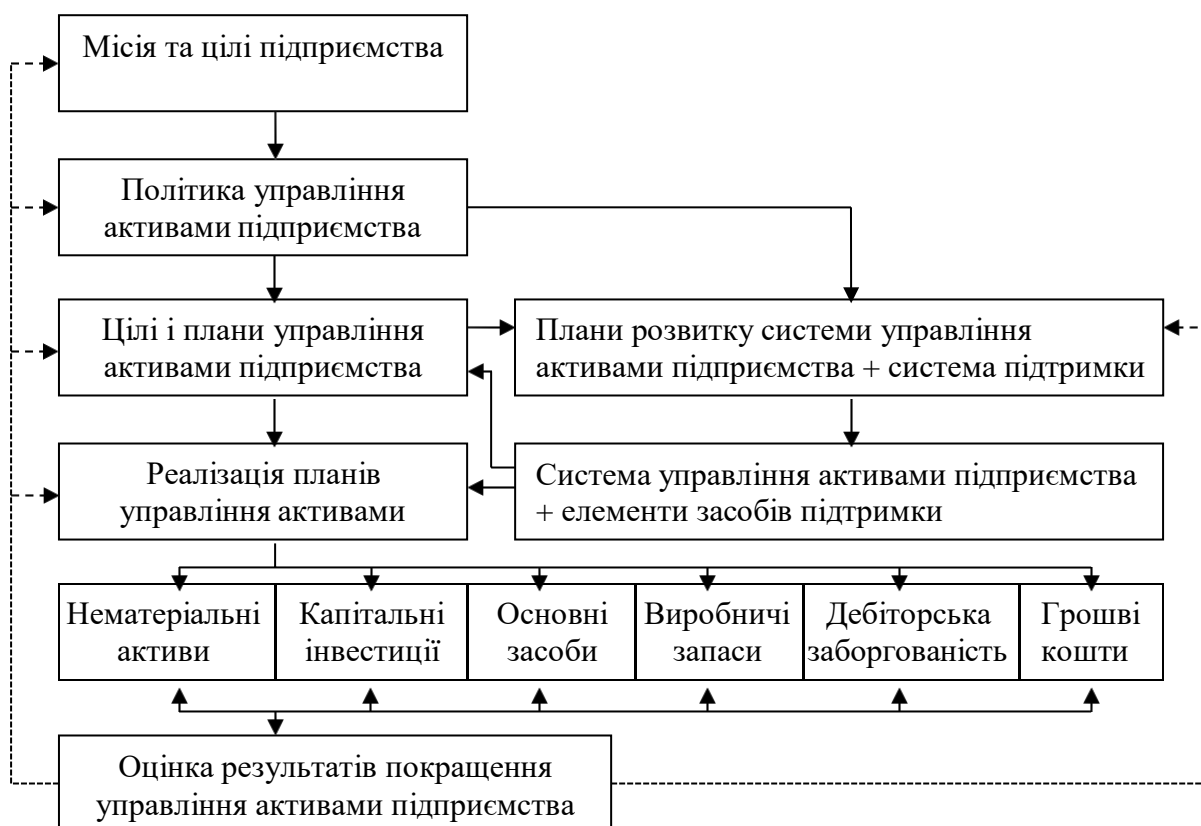 Місія та цілі підприємства
Політика управління
активами підприємства
Цілі і плани управління
активами підприємства
Плани розвитку системи управління
активами підприємства + система підтримки
Реалізація планів
управління активами
Система управління активами підприємства
+ елементи засобів підтримки
Нематеріальні
активи
Капітальні
інвестиції
Основні
засоби
Виробничі
запаси
Дебіторська
заборгованість
Грошві
кошти
Оцінка результатів покращення
управління активами підприємства